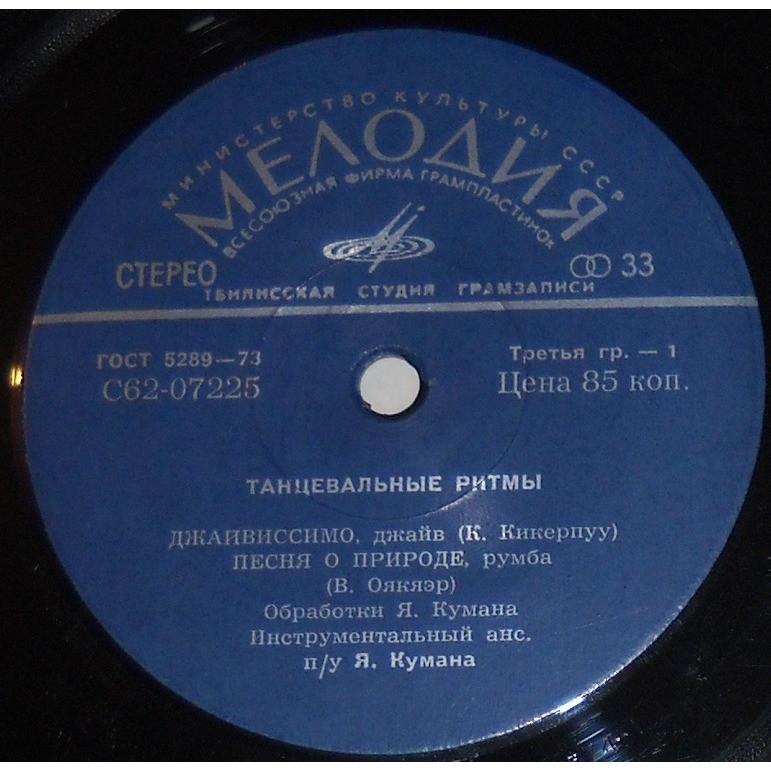 МИНИСТЕРСТВО КУЛЬТУРЫ СССР
МЕЛОДИЯ
ВСЕСОЮЗНАЯ ФИРМА ГРАМПЛАСТИНОК
СТЕРЕО
33
ТБИЛИССКАЯ СТУДИЯ ГРАМЗАПИСИ
ГОСТ 5289—73
Третья гр. — 1
С62-07225
Цена 85 коп.
ТАНЦЕВАЛЬНЫЕ РИТМЫ
ДЖАЙВИССИМО, джайв (К. Кикерпуу)
ПЕСНЯ О ПРИРОДЕ, румба
(В. Оякяэр)
Обработки Я. Кумана
Инструментальный анс.
п/у Я. Кумана